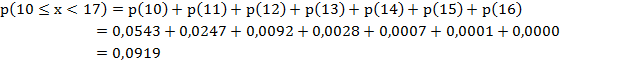 p(10 ≤ x < 17) = p(10) + p(11) + p(12) + p(13) + p(14) + p(15) + p(16)
= 0,0543 + 0,0247 + 0,0092 + 0,0028 + 0,0007 + 0,0001 + 0,0000
= 0,0919